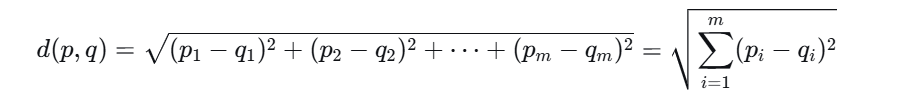 d(p, q) = √(p₁ − q₁)² + (p₂ − q₂)² + ⋯ + (pₘ − qₘ)² = √∑ᵢ₌₁ᵐ(pᵢ − qᵢ)²